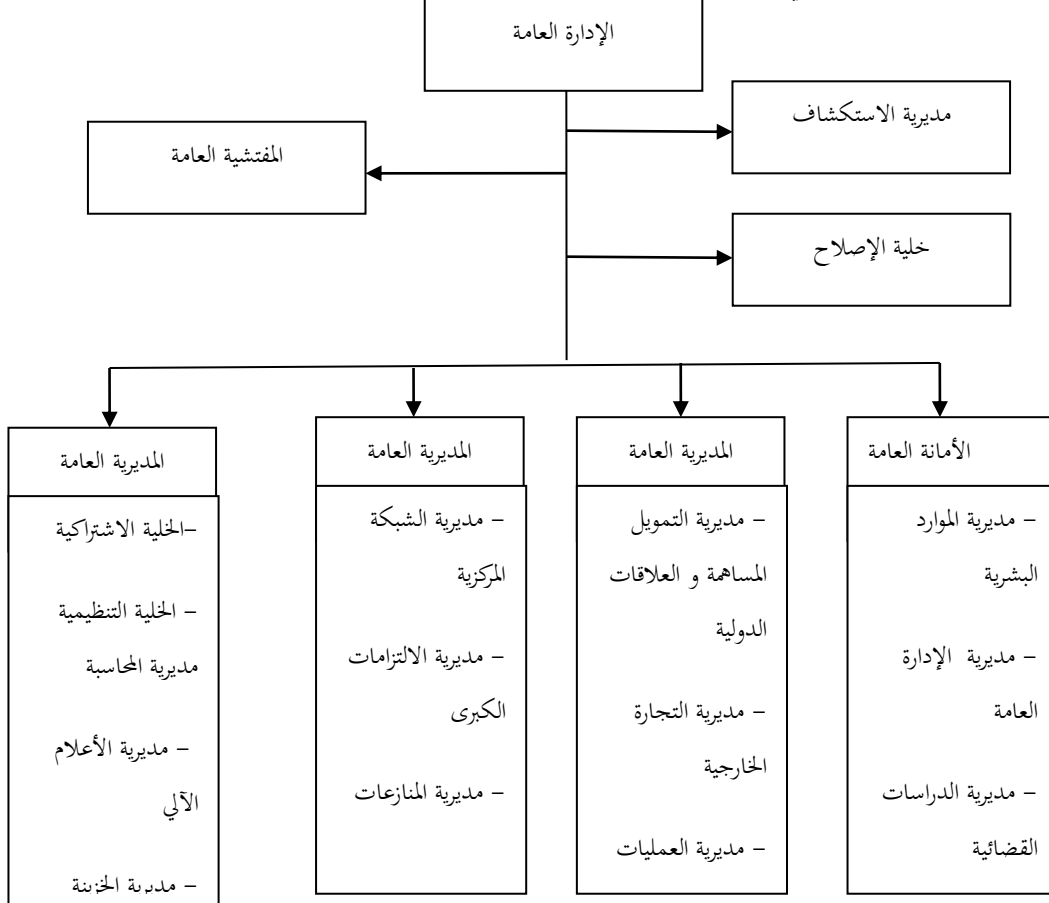 الإدارة العامة
مديرية الاستكشاف
المفتشية العامة
خلية الإصلاح
الأمانة العامة
– مديرية الموارد
البشرية
– مديرية الإدارة
العامة
– مديرية الدراسات
القضائية
المديرية العامة
– مديرية التمويل
المساهمة و العلاقات
الدولية
– مديرية التجارة
الخارجية
– مديرية العمليات
المديرية العامة
– مديرية الشبكة
المركزية
– مديرية الالتزامات
الكبرى
– مديرية المنازعات
المديرية العامة
–الخلية الاشتراكية
– الخلية التنظيمية
مديرية المحاسبة
– مديرية الأعلام
الآلي
– مديرية الخزينة